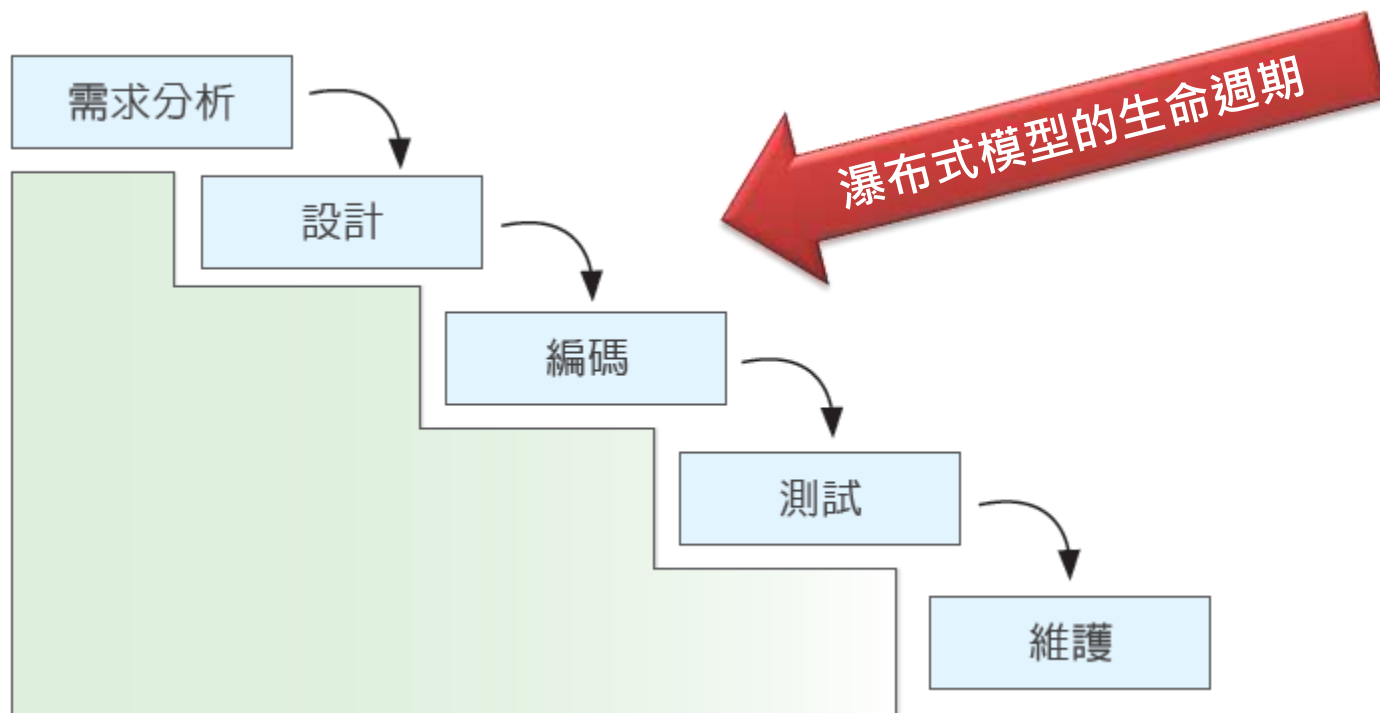 需求分析
瀑布式模型的生命週期
設計
編碼
測試
維護